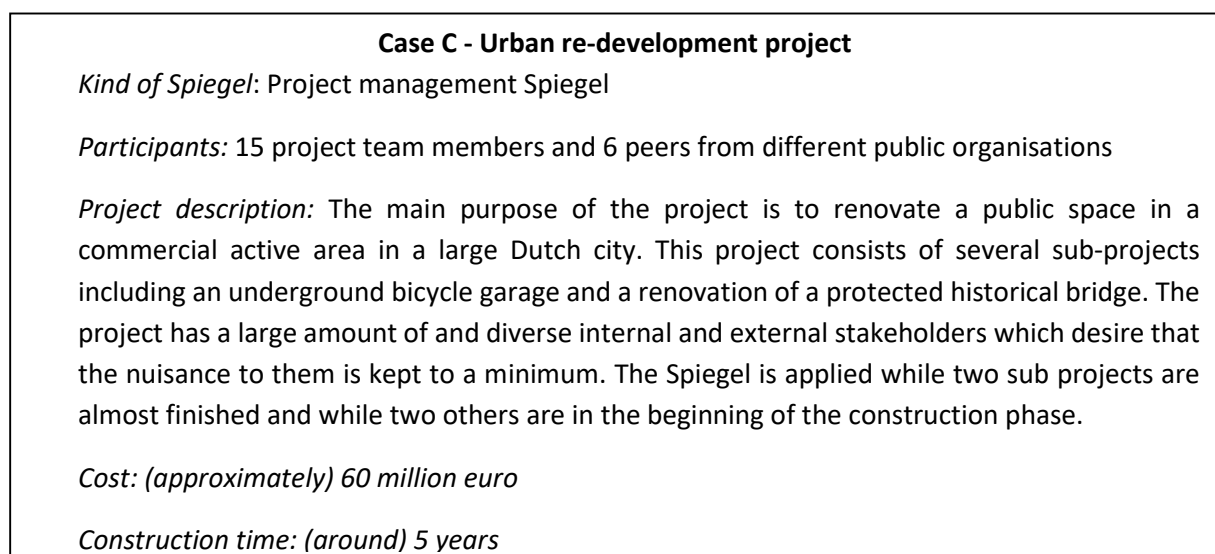 Case C - Urban re-development project
Kind of Spiegel: Project management Spiegel
Participants: 15 project team members and 6 peers from different public organisations
Project description: The main purpose of the project is to renovate a public space in a
commercial active area in a large Dutch city. This project consists of several sub-projects
including an underground bicycle garage and a renovation of a protected historical bridge. The
project has a large amount of and diverse internal and external stakeholders which desire that
the nuisance to them is kept to a minimum. The Spiegel is applied while two sub projects are
almost finished and while two others are in the beginning of the construction phase.
Cost: (approximately) 60 million euro
Construction time: (around) 5 years